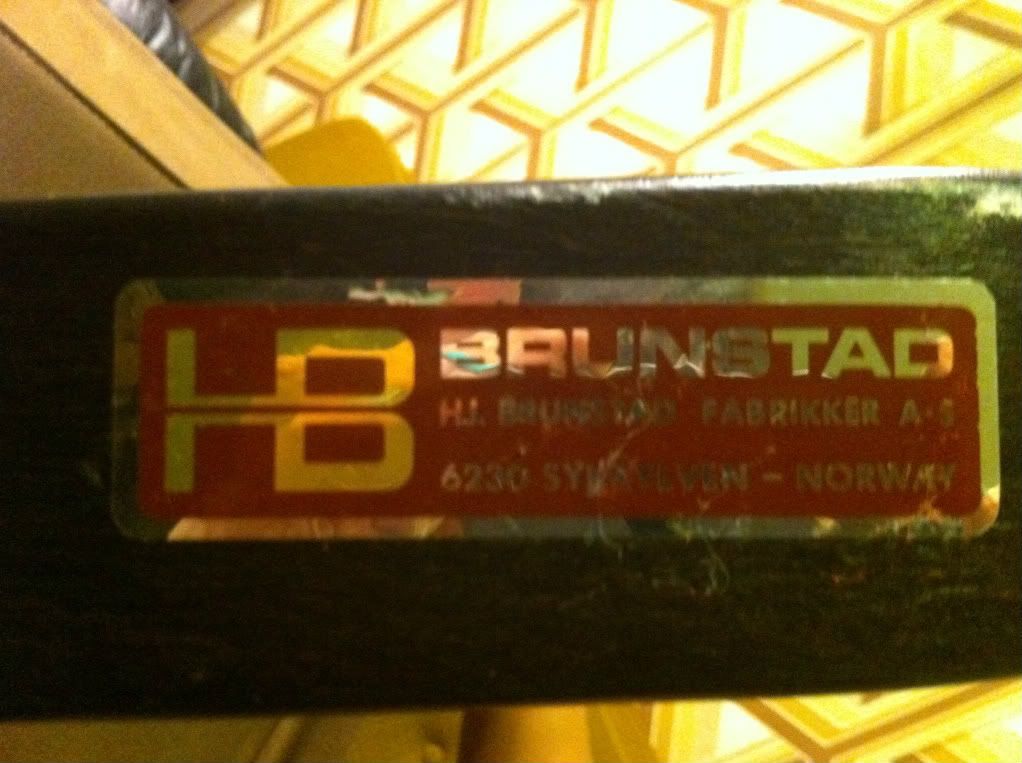 HB BRUNSTAD
H.I. BRUNSTAD FABRIKKER A-S
6230 SYKKYLVEN - NORWAY